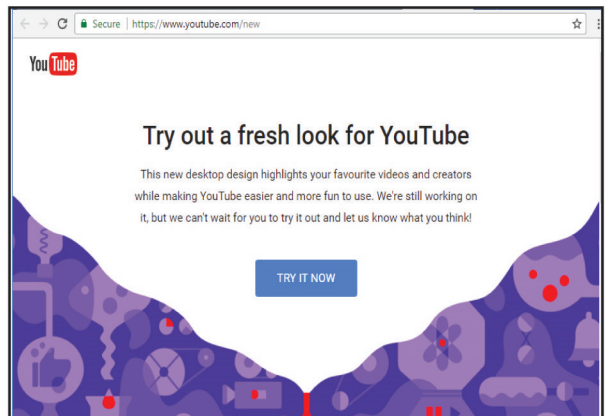 Secure | https://www.youtube.com/new
YouTube
Try out a fresh look for YouTube
This new desktop design highlights your favourite videos and creators
while making YouTube easier and more fun to use. We're still working on
it, but we can't wait for you to try it out and let us know what you think!
TRY IT NOW